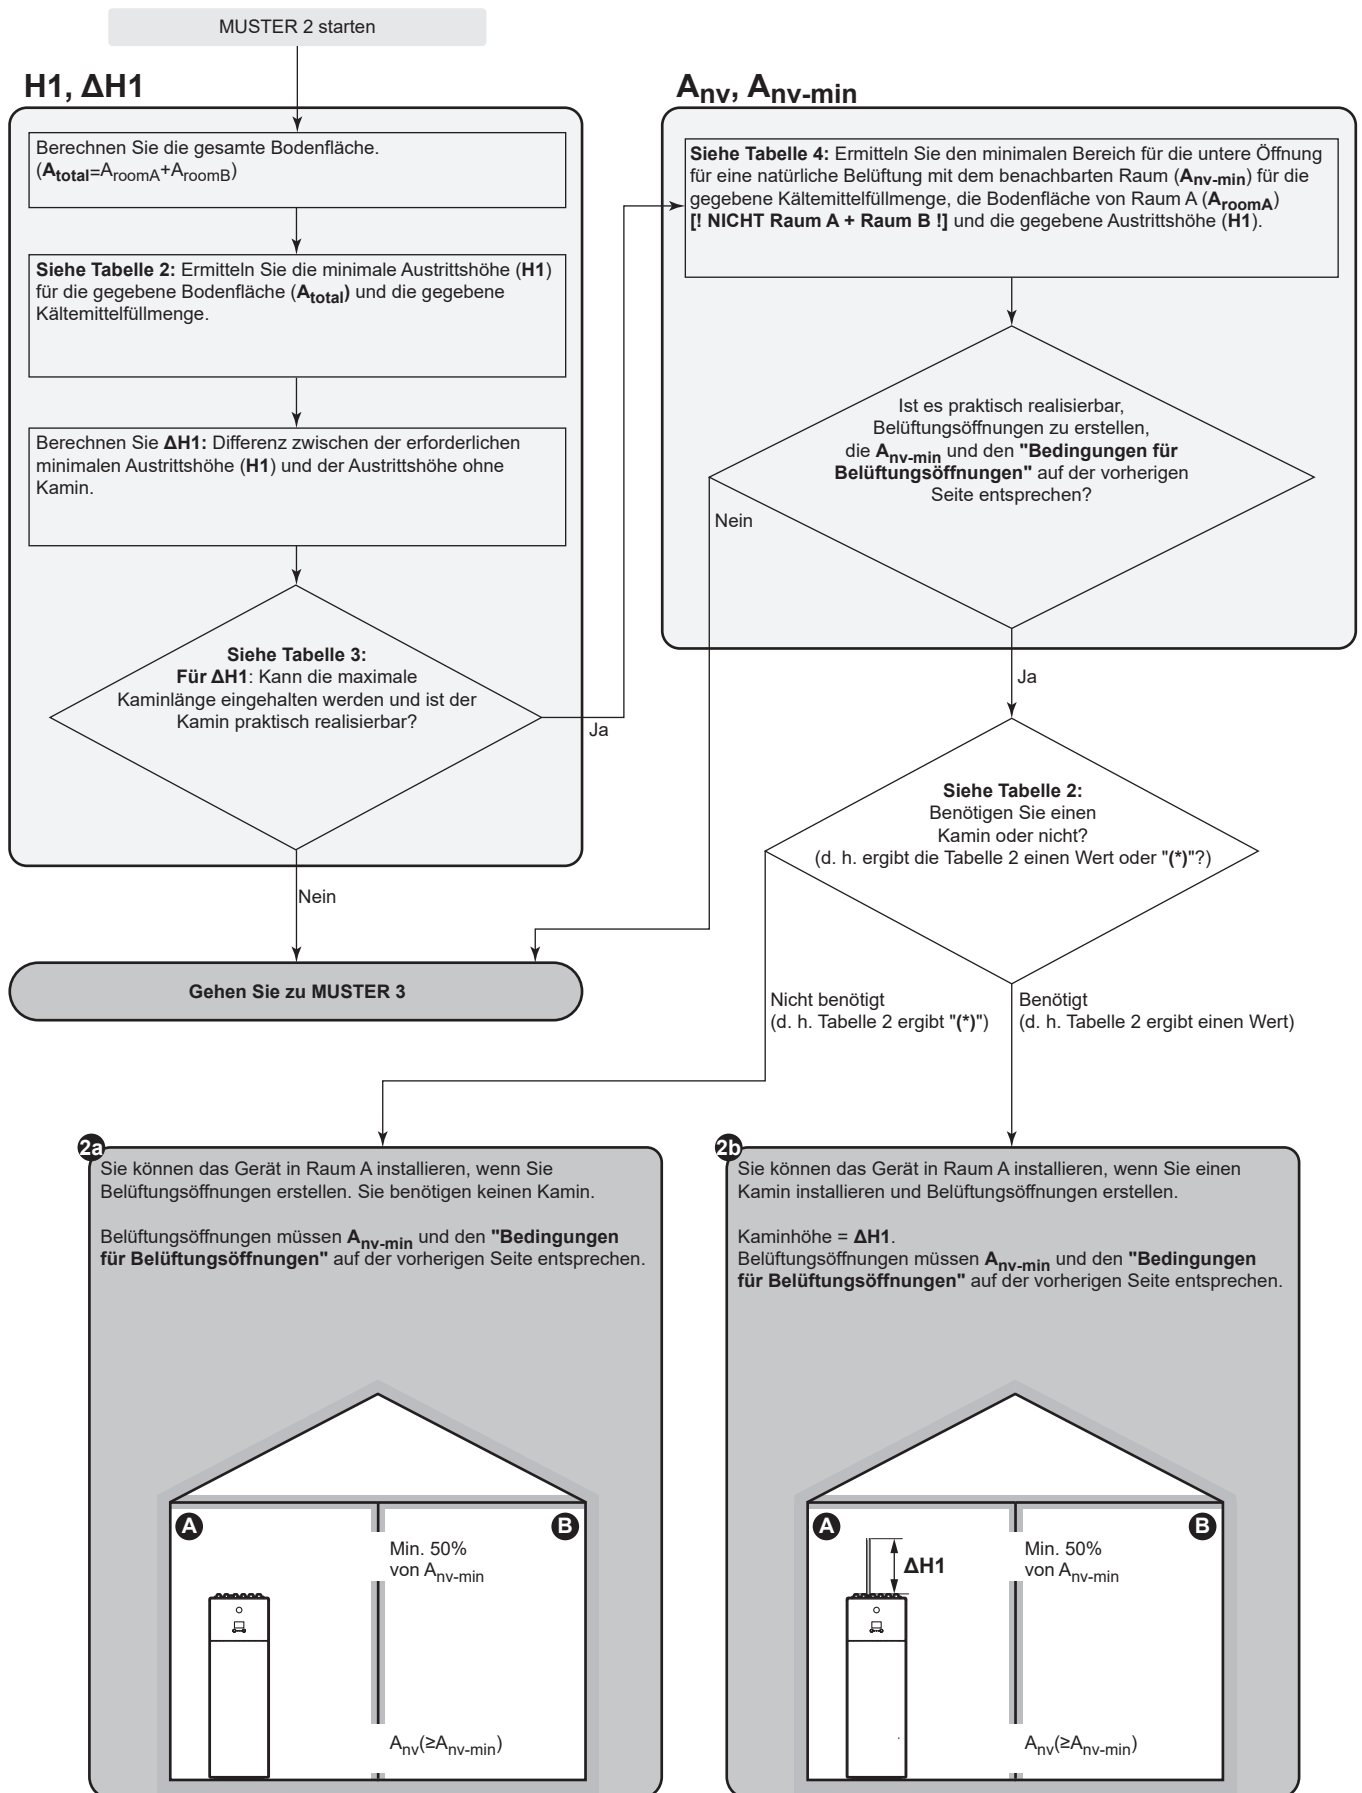 MUSTER 2 starten
H1, ΔH1
Berechnen Sie die gesamte Bodenfläche.
(Atotal=AroomA+AroomB)
Siehe Tabelle 2: Ermitteln Sie die minimale Austrittshöhe (H1)
für die gegebene Bodenfläche (Atotal) und die gegebene
Kältemittelfüllmenge.
Berechnen Sie ΔH1: Differenz zwischen der erforderlichen
minimalen Austrittshöhe (H1) und der Austrittshöhe ohne
Kamin.
Siehe Tabelle 3:
Für ΔH1: Kann die maximale
Kaminlänge eingehalten werden und ist der
Kamin praktisch realisierbar?
Ja
Nein
Gehen Sie zu MUSTER 3
Anv, Anv-min
Siehe Tabelle 4: Ermitteln Sie den minimalen Bereich für die untere Öffnung
für eine natürliche Belüftung mit dem benachbarten Raum (Anv-min) für die
gegebene Kältemittelfüllmenge, die Bodenfläche von Raum A (AroomA)
[! NICHT Raum A + Raum B !] und die gegebene Austrittshöhe (H1).
Ist es praktisch realisierbar,
Belüftungsöffnungen zu erstellen,
die Anv-min und den "Bedingungen für
Belüftungsöffnungen" auf der vorherigen
Seite entsprechen?
Nein
Ja
Siehe Tabelle 2:
Benötigen Sie einen
Kamin oder nicht?
(d. h. ergibt die Tabelle 2 einen Wert oder "(*)"?)
Nicht benötigt
(d. h. Tabelle 2 ergibt "(*)")
Benötigt
(d. h. Tabelle 2 ergibt einen Wert)
2a
Sie können das Gerät in Raum A installieren, wenn Sie
Belüftungsöffnungen erstellen. Sie benötigen keinen Kamin.
Belüftungsöffnungen müssen Anv-min und den "Bedingungen
für Belüftungsöffnungen" auf der vorherigen Seite entsprechen.
A
B
Min. 50%
von Anv-min
Anv(≥Anv-min)
2b
Sie können das Gerät in Raum A installieren, wenn Sie einen
Kamin installieren und Belüftungsöffnungen erstellen.
Kaminhöhe = ΔH1.
Belüftungsöffnungen müssen Anv-min und den "Bedingungen
für Belüftungsöffnungen" auf der vorherigen Seite entsprechen.
A
B
ΔH1
Min. 50%
von Anv-min
Anv(≥Anv-min)